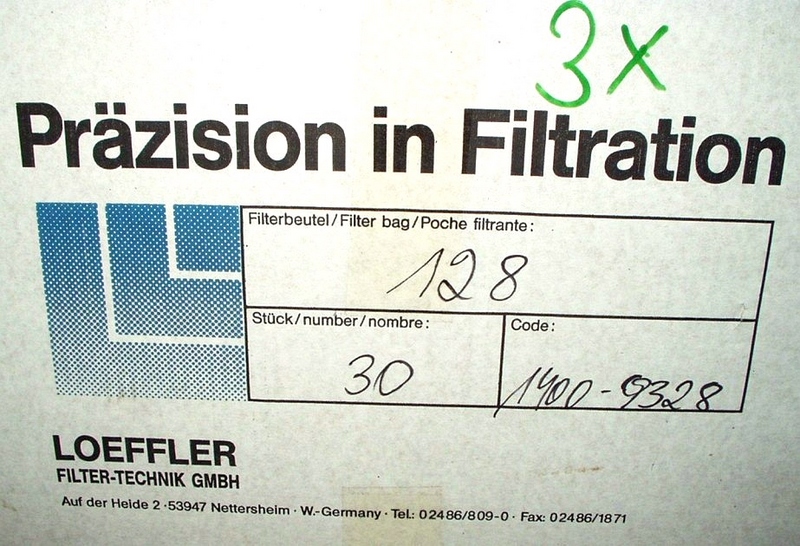 3x
Präzision in Filtration
Filterbeutel/Filter bag/Poche filtrante:
128
Stück/number/nombre:
30
Code:
1400-9328
LOEFFLER
FILTER-TECHNIK GMBH
Auf der Heide 2 · 53947 Nettersheim · W.-Germany · Tel.: 02486/809-0 · Fax: 02486/1871